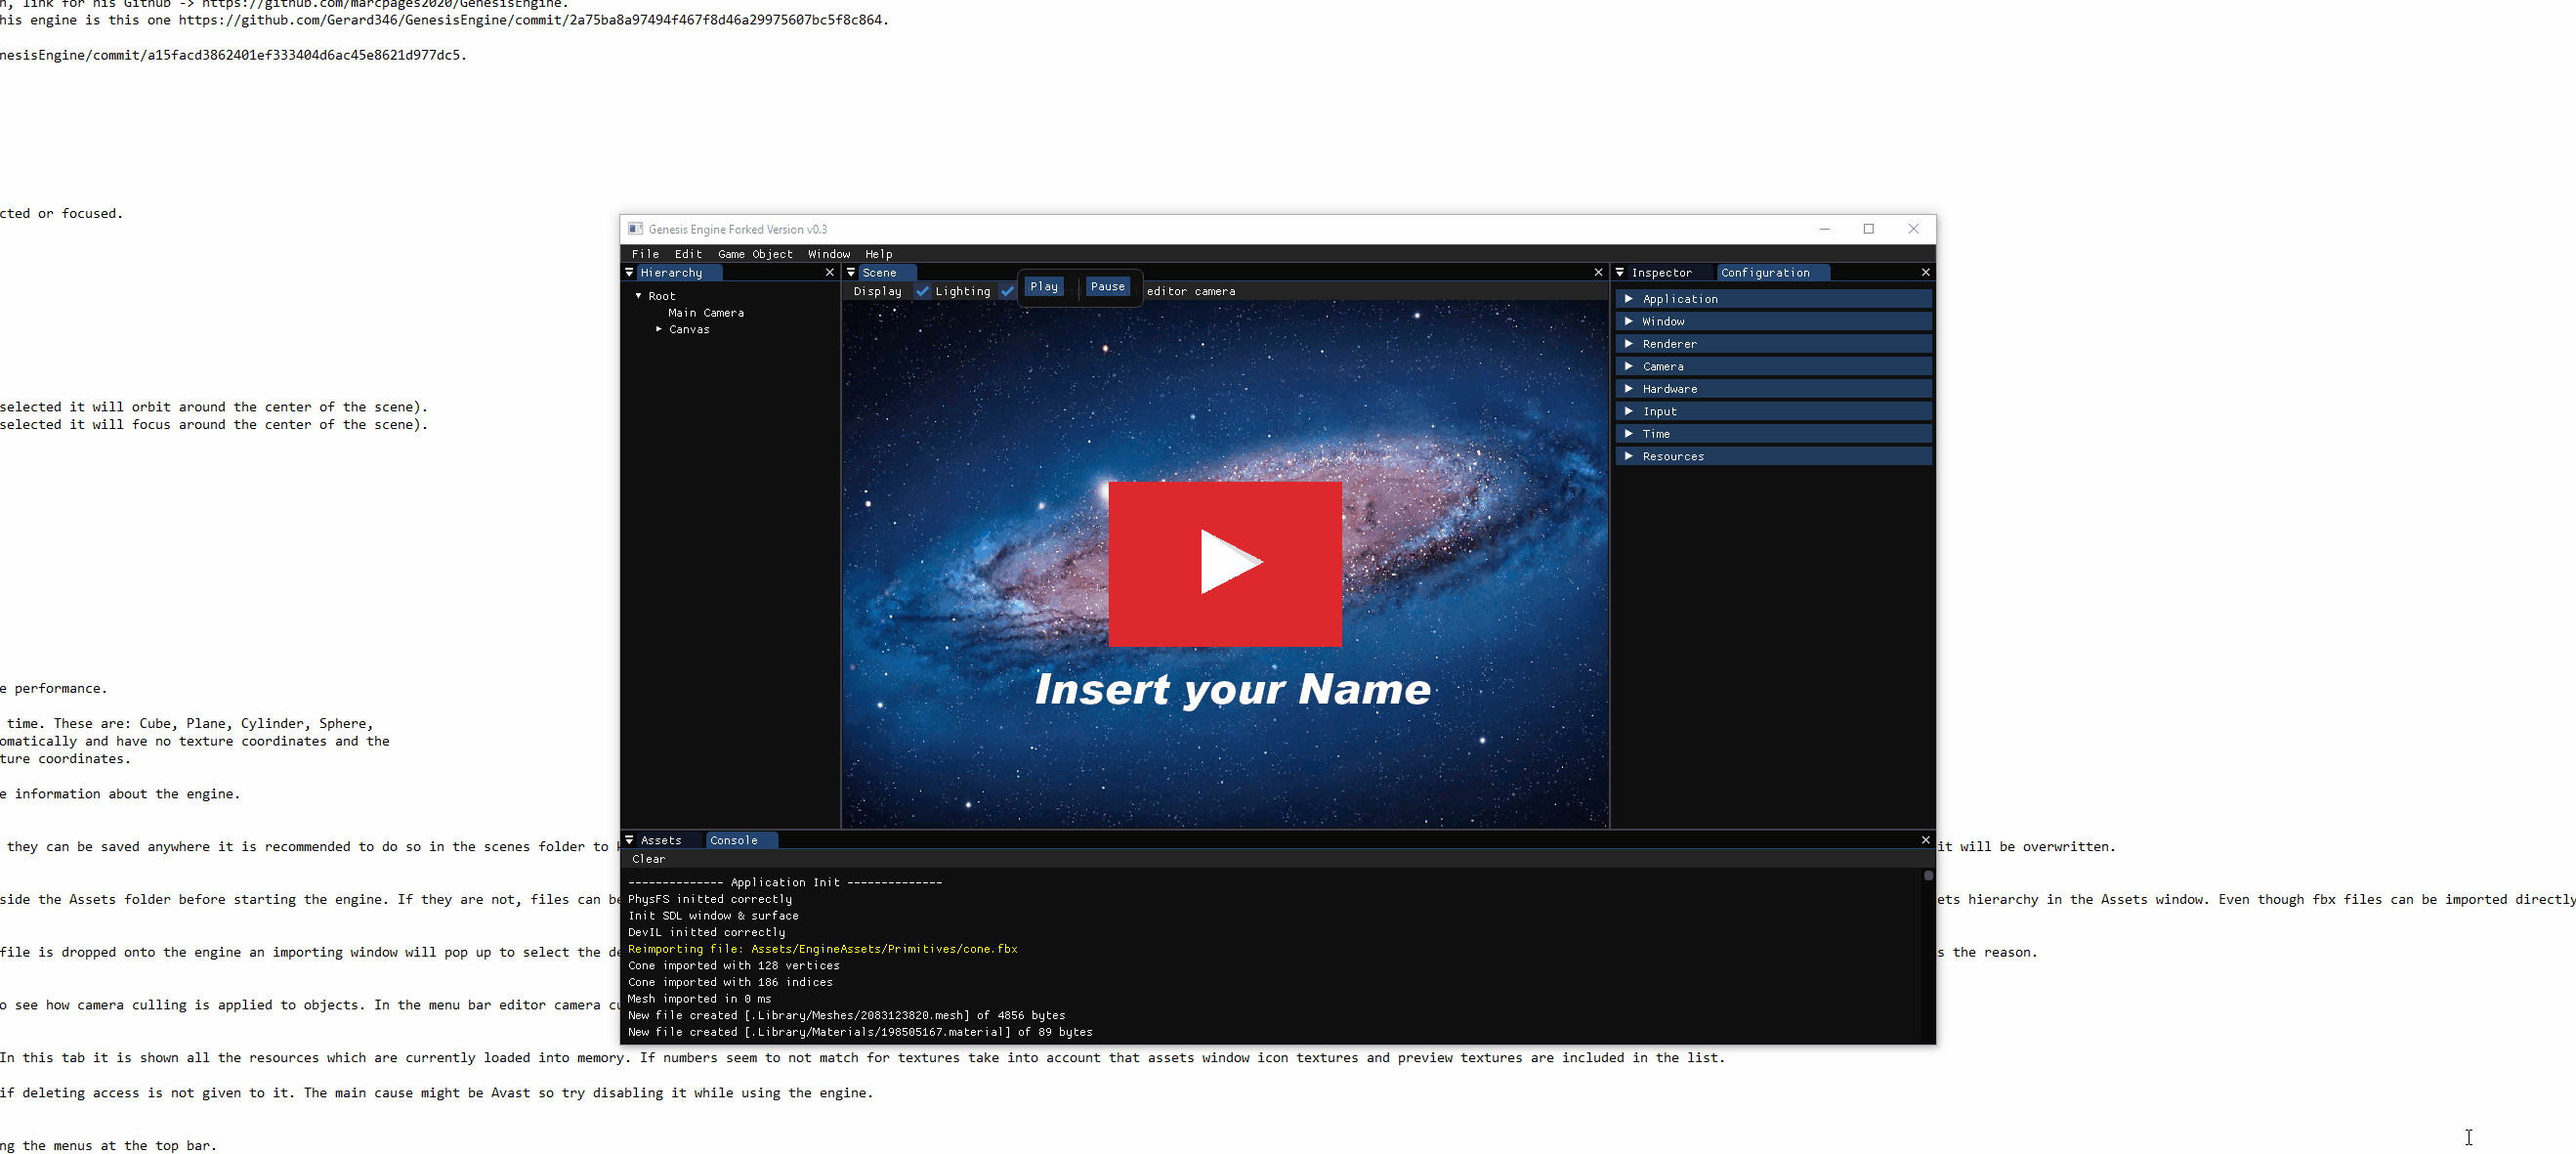 n, link for his Github -> https://github.com/marcpages2020/GenesisEngine.
his engine is this one https://github.com/Gerard346/GenesisEngine/commit/2a75ba8a97494f467f8d46a29975607bc5f8c864.
nesisEngine/commit/a15facd3862401ef333404d6ac45e8621d977dc5.
cted or focused.
selected it will orbit around the center of the scene).
selected it will focus around the center of the scene).
e performance.
time. These are: Cube, Plane, Cylinder, Sphere,
omatically and have no texture coordinates and the
ture coordinates.
e information about the engine.
they can be saved anywhere it is recommended to do so in the scenes folder to
it will be overwritten.
side the Assets folder before starting the engine. If they are not, files can be
ets hierarchy in the Assets window. Even though fbx files can be imported directly
file is dropped onto the engine an importing window will pop up to select the de
s the reason.
o see how camera culling is applied to objects. In the menu bar editor camera cu
In this tab it is shown all the resources which are currently loaded into memory. If numbers seem to not match for textures take into account that assets window icon textures and preview textures are included in the list.
if deleting access is not given to it. The main cause might be Avast so try disabling it while using the engine.
ng the menus at the top bar.
Genesis Engine Forked Version v0.3
File Edit Game Object Window Help
Hierarchy
Root
Main Camera
Canvas
Scene
Display Lighting editor camera
Play Pause
Insert your Name
Inspector Configuration
Application
Window
Renderer
Camera
Hardware
Input
Time
Resources
Assets Console
Clear
-------------- Application Init --------------
PhysFS initted correctly
Init SDL window & surface
DevIL initted correctly
Reimporting file: Assets/EngineAssets/Primitives/cone.fbx
Cone imported with 128 vertices
Cone imported with 186 indices
Mesh imported in 0 ms
New file created [.Library/Meshes/2083123820.mesh] of 4856 bytes
New file created [.Library/Materials/198505167.material] of 89 bytes